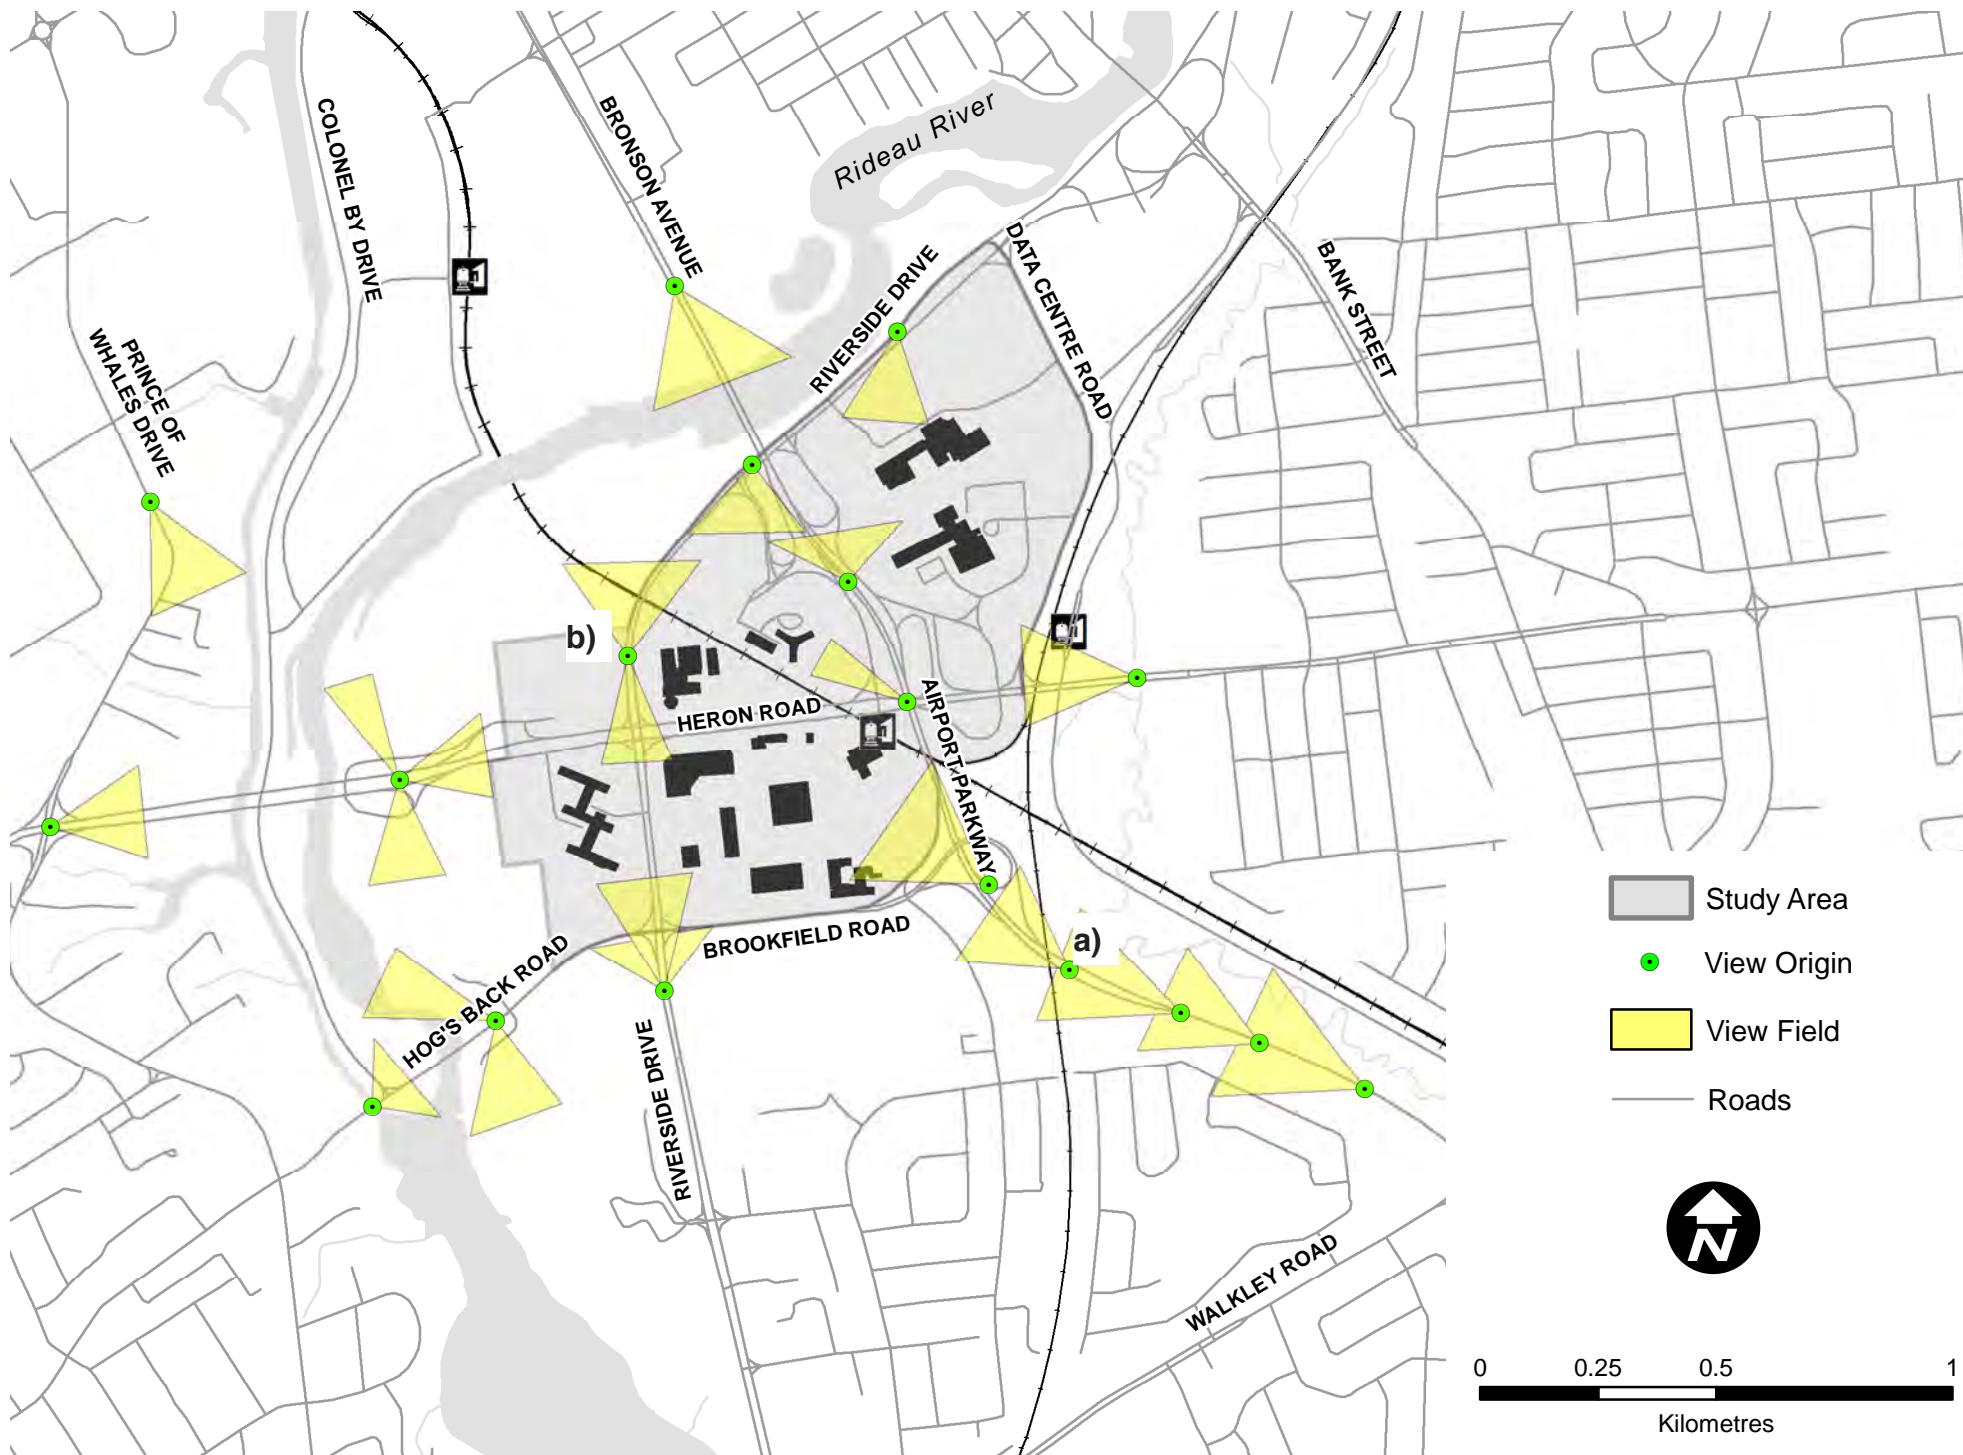 COLONEL BY DRIVE
BRONSON AVENUE
Rideau River
RIVERSIDE DRIVE
DATA CENTRE ROAD
BANK STREET
PRINCE OF
WHALES DRIVE
b)
HERON ROAD
AIRPORT PARKWAY
a)
BROOKFIELD ROAD
HOG'S BACK ROAD
RIVERSIDE DRIVE
WALKLEY ROAD
Study Area
View Origin
View Field
Roads
N
0 0.25 0.5 1
Kilometres